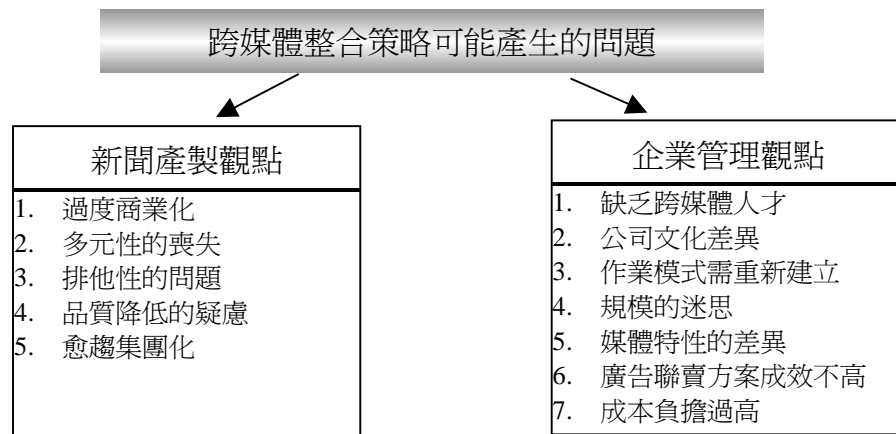 跨媒體整合策略可能產生的問題
新聞產製觀點
1. 過度商業化
2. 多元性的喪失
3. 排他性的問題
4. 品質降低的疑慮
5. 愈趨集團化
企業管理觀點
1. 缺乏跨媒體人才
2. 公司文化差異
3. 作業模式需重新建立
4. 規模的迷思
5. 媒體特性的差異
6. 廣告聯賣方案成效不高
7. 成本負擔過高